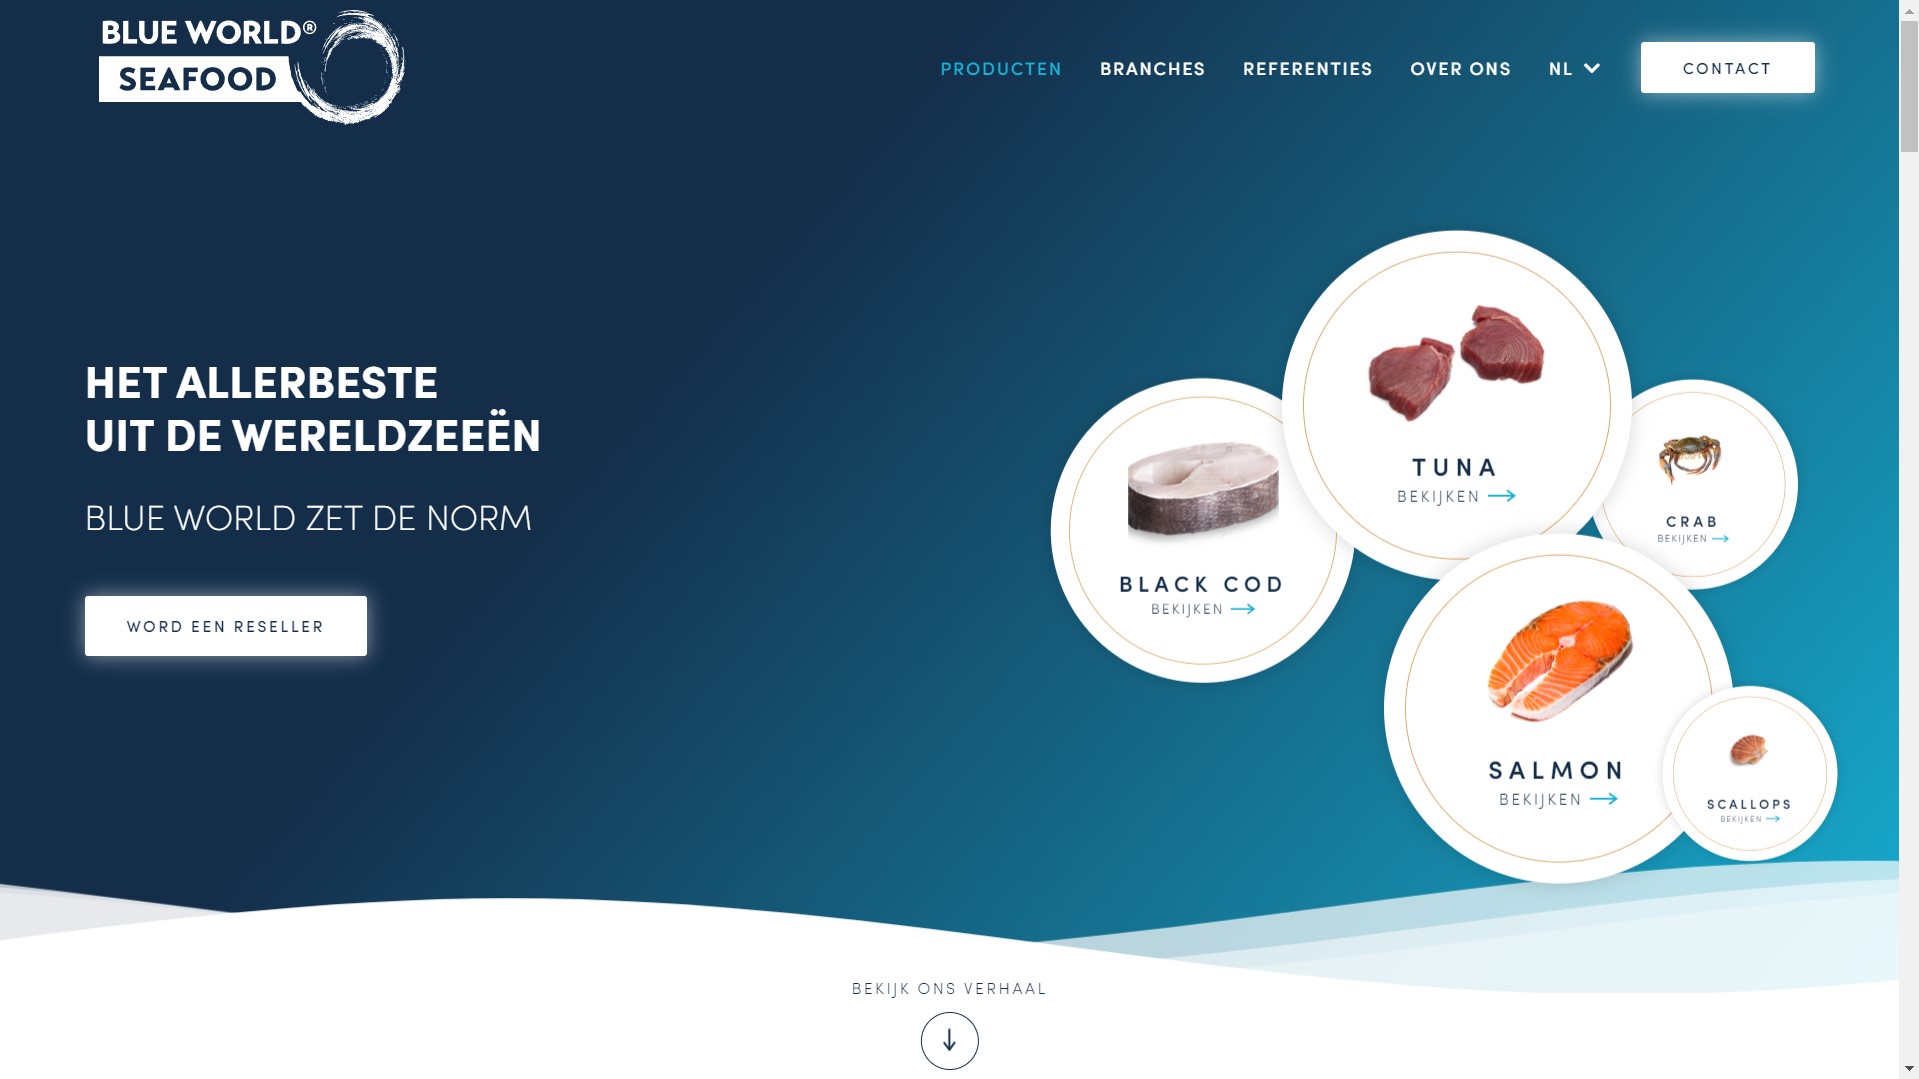 BLUE WORLD®
SEAFOOD
PRODUCTEN
BRANCHES
REFERENTIES
OVER ONS
NL
CONTACT
HET ALLERBESTE
UIT DE WERELDZEEËN
BLUE WORLD ZET DE NORM
WORD EEN RESELLER
TUNA
BEKIJKEN
CRAB
BEKIJKEN
BLACK COD
BEKIJKEN
SALMON
BEKIJKEN
SCALLOPS
BEKIJKEN
BEKIJK ONS VERHAAL